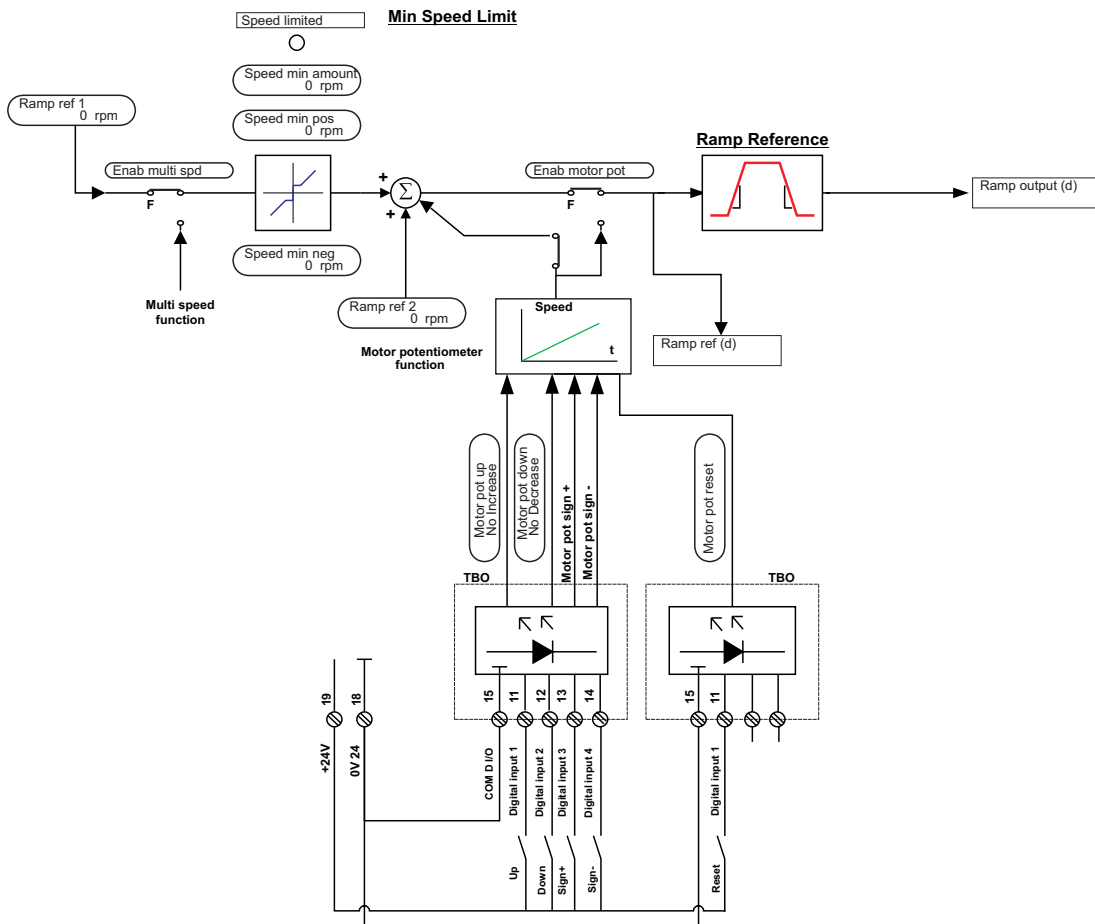 Min Speed Limit
Speed limited
Speed min amount
0 rpm
Ramp ref 1
0 rpm
Speed min pos
0 rpm
Ramp Reference
Enab multi spd
Enab motor pot
+
Σ
F
F
+
Ramp output (d)
Speed min neg
0 rpm
Multi speed
function
Ramp ref 2
0 rpm
Speed
t
Motor potentiometer
function
Ramp ref (d)
Motor pot up
No Increase
Motor pot down
No Decrease
Motor pot sign +
Motor pot sign -
Motor pot reset
TBO
TBO
19
18
15
11
12
13
14
15
11
+24V
0V 24
COM D I/O
Digital input 1
Digital input 2
Digital input 3
Digital input 4
Digital input 1
Up
Down
Sign+
Sign-
Reset